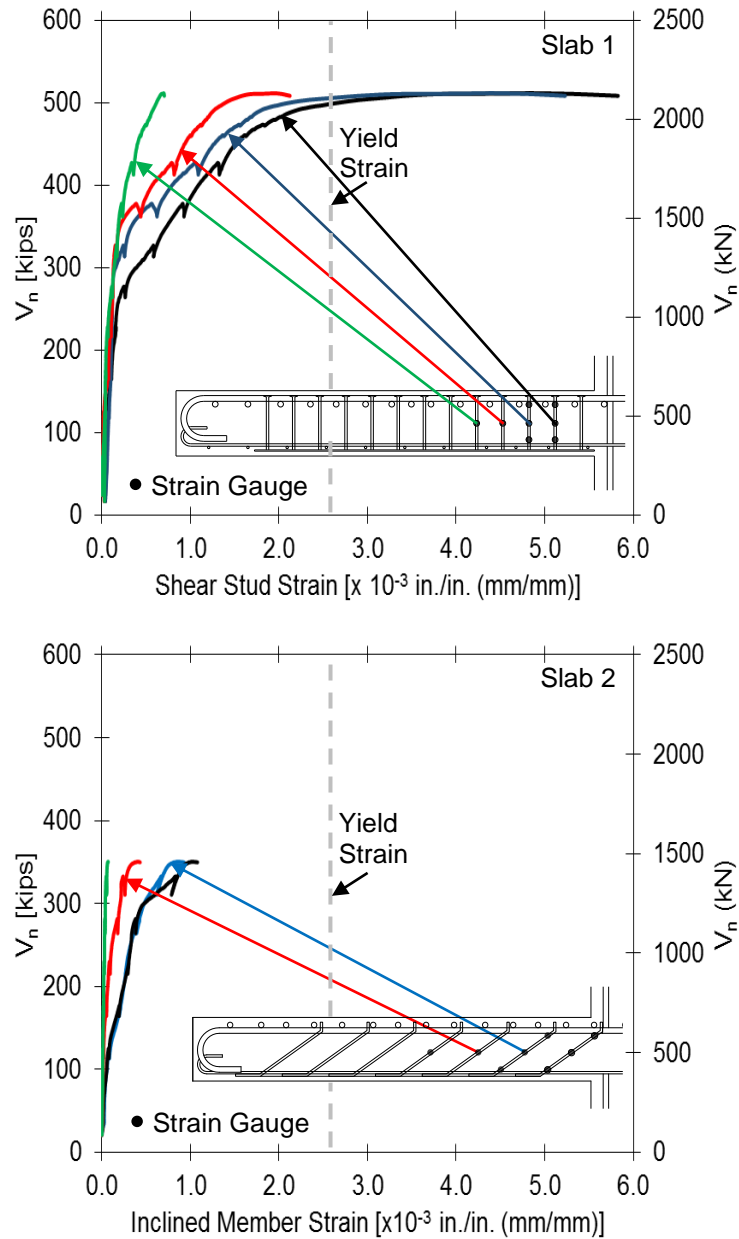 Slab 1
600
500
400
300
200
100
0
V_n [kips]
2500
2000
1500
1000
500
0
V_n (kN)
Yield
Strain
● Strain Gauge
0.0 1.0 2.0 3.0 4.0 5.0 6.0
Shear Stud Strain [x 10⁻³ in./in. (mm/mm)]
Slab 2
600
500
400
300
200
100
0
V_n [kips]
2500
2000
1500
1000
500
0
V_n (kN)
Yield
Strain
● Strain Gauge
0.0 1.0 2.0 3.0 4.0 5.0 6.0
Inclined Member Strain [x10⁻³ in./in. (mm/mm)]